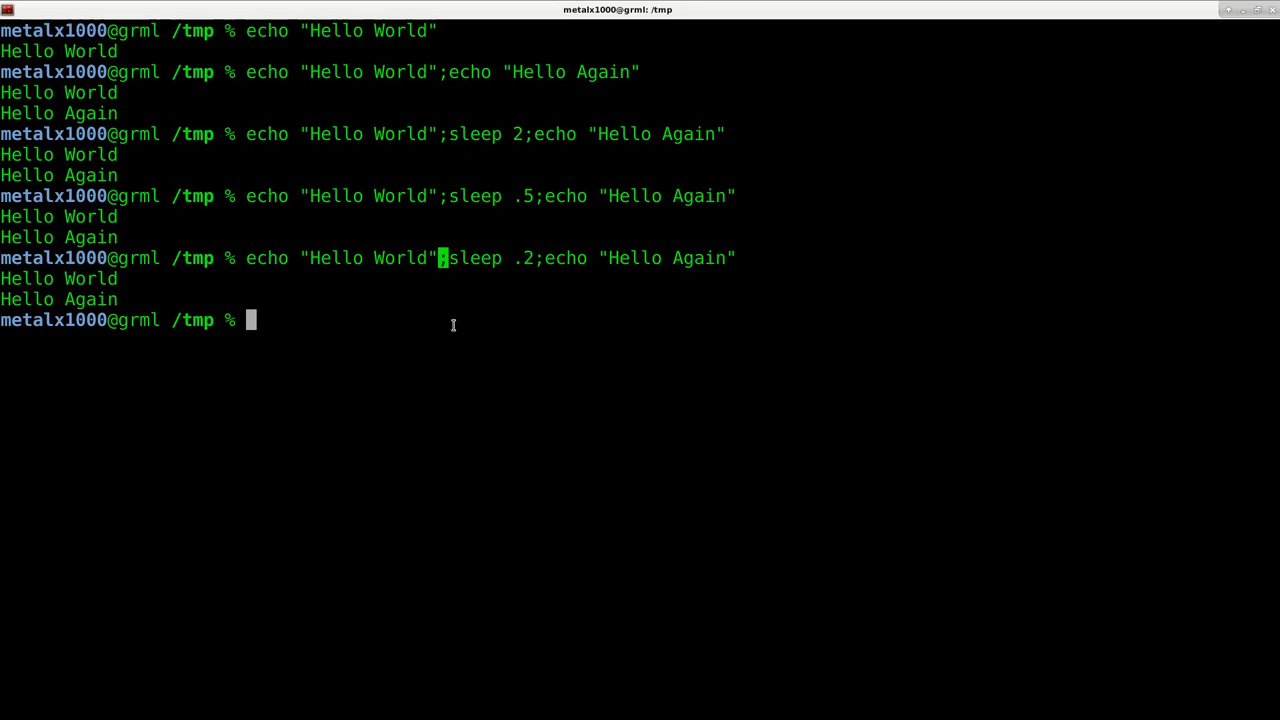 metalx1000@grml: /tmp
metalx1000@grml /tmp % echo "Hello World"
Hello World
metalx1000@grml /tmp % echo "Hello World";echo "Hello Again"
Hello World
Hello Again
metalx1000@grml /tmp % echo "Hello World";sleep 2;echo "Hello Again"
Hello World
Hello Again
metalx1000@grml /tmp % echo "Hello World";sleep .5;echo "Hello Again"
Hello World
Hello Again
metalx1000@grml /tmp % echo "Hello World";sleep .2;echo "Hello Again"
Hello World
Hello Again
metalx1000@grml /tmp %